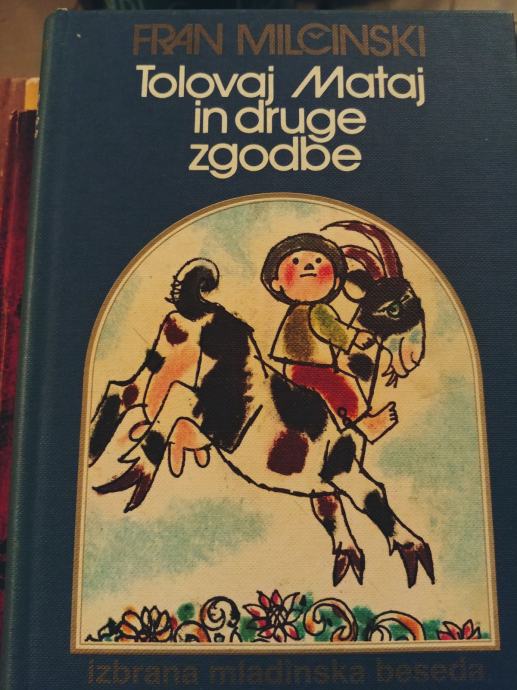 FRAN MILČINSKI
Tolovaj Mataj
in druge
zgodbe
izbrana mladinska beseda